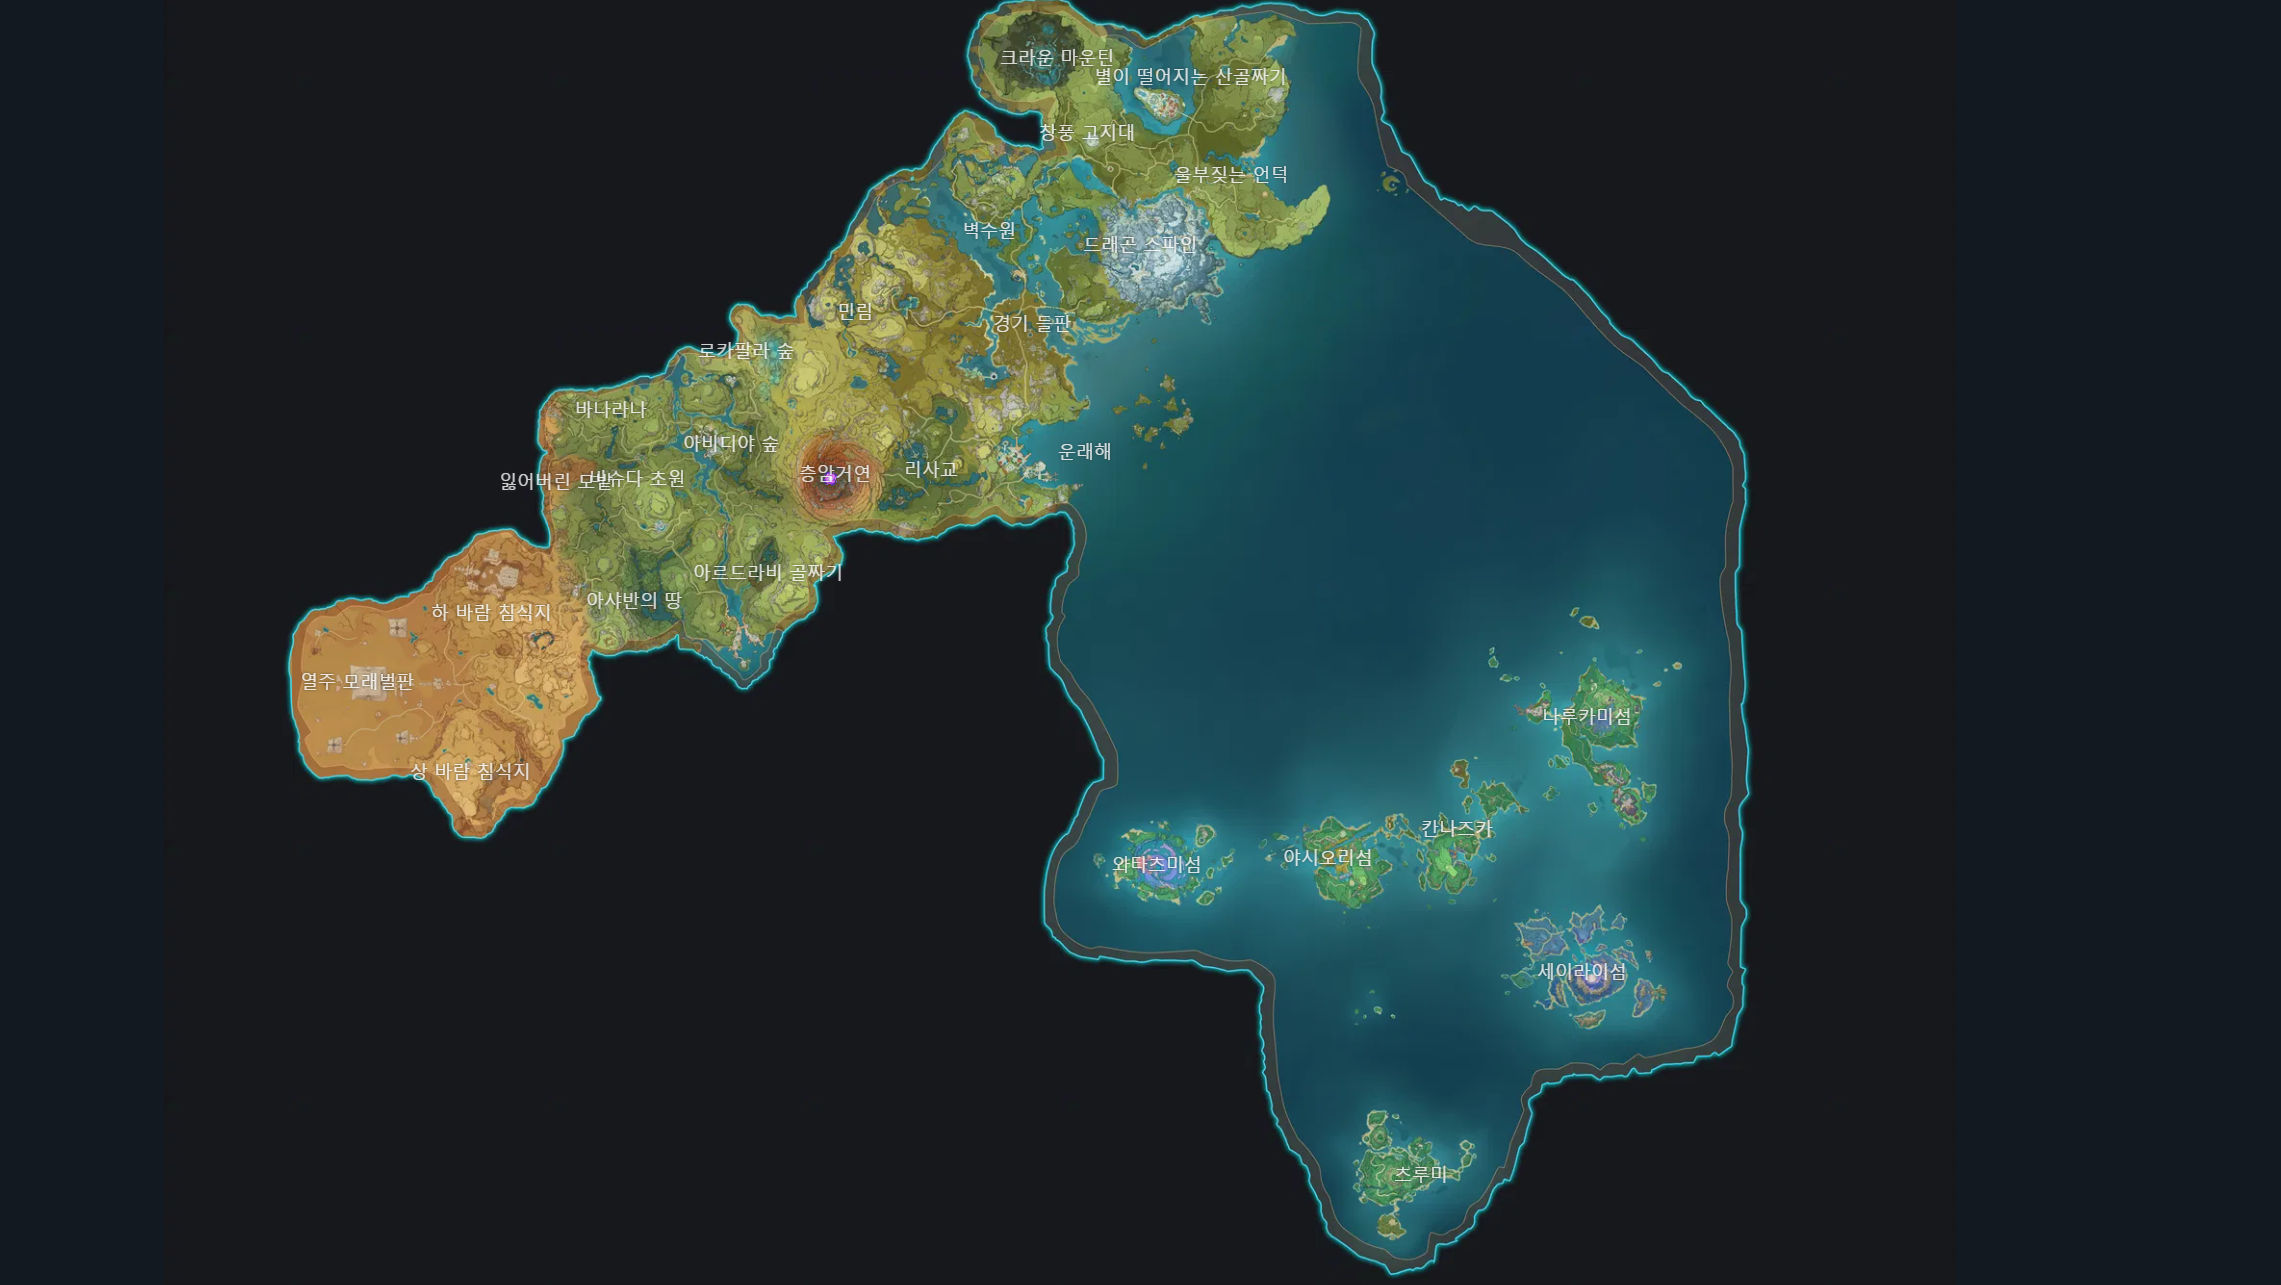 크라운 마운틴
별이 떨어지는 산골짜기
창풍 고지대
울부짖는 언덕
벽수원
드래곤 스파인
민림
경기 들판
로카팔라 숲
바나라나
아비디야 숲
운래해
층암거연
리사교
잃어버린 모밭
바슈다 초원
아르드라비 골짜기
아샤반의 땅
하 바람 침식지
열주 모래벌판
나루카미섬
상 바람 침식지
칸나즈카
야시오리섬
와타츠미섬
세이라이섬
츠루미